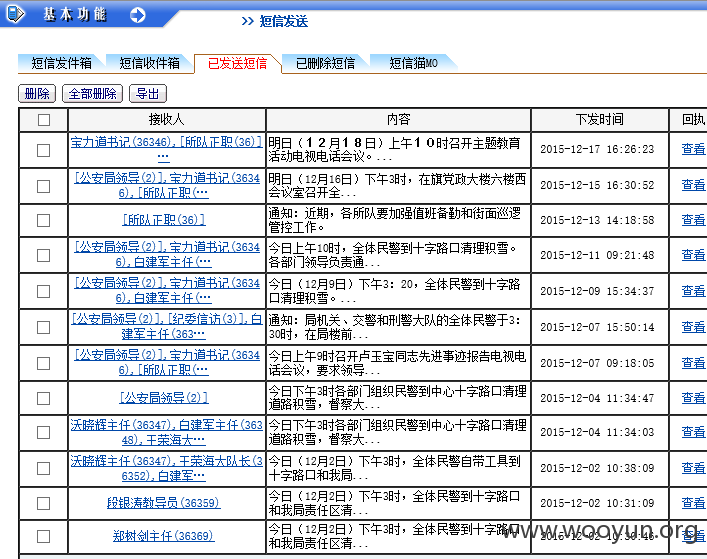 基本功能
>> 短信发送
短信发件箱 短信收件箱 已发送短信 已删除短信 短信猫MO
删除 全部删除 导出
接收人 内容 下发时间 回执
宝力道书记(36346),[所队正职(36)]
...
明日（１２月１８日）上午１０时召开主题教育
活动电视电话会议。...
2015-12-17 16:26:23 查看
[公安局领导(2)],宝力道书记(3634
6),[所队正职(...
明日（12月16日）下午3时，在旗党政大楼六楼西
会议室召开全...
2015-12-15 16:30:52 查看
[所队正职(36)]
通知：近期，各所队要加强值班备勤和街面巡逻
管控工作。
2015-12-13 14:18:58 查看
[公安局领导(2)],宝力道书记(3634
6),白建军主任(...
今日上午10时，全体民警到十字路口清理积雪。
各部门领导负责通...
2015-12-11 09:21:48 查看
[公安局领导(2)],宝力道书记(3634
6),白建军主任(...
今日（12月9日）下午3：20，全体民警到十字路
口清理积雪。...
2015-12-09 15:34:37 查看
[公安局领导(2)],[纪委信访(3)],白
建军主任(363...
通知：局机关、交警和刑警大队的全体民警于3：
30时，在局楼前...
2015-12-07 15:50:14 查看
[公安局领导(2)],宝力道书记(3634
6),[所队正职(...
今日上午9时召开卢玉宝同志先进事迹报告电视电
话会议，要求领导...
2015-12-07 09:18:05 查看
[公安局领导(2)]
今日下午3时各部门组织民警到中心十字路口清理
道路积雪，督察大...
2015-12-04 11:34:47 查看
沃晓辉主任(36347),白建军主任(363
48),王荣海大...
今日下午3时各部门组织民警到中心十字路口清理
道路积雪，督察大...
2015-12-04 11:34:03 查看
沃晓辉主任(36347),王荣海大队长(3
6352),白建军...
今日（12月2日）下午3时，全体民警自带工具到
十字路口和我局...
2015-12-02 10:38:09 查看
段银涛教导员(36359)
今日（12月2日）下午3时，全体民警到十字路口
和我局责任区清...
2015-12-02 10:31:09 查看
郑树剑主任(36369)
今日（12月2日）下午3时，全体民警到十字路口
和我局责任区清...
查看
www.wooyun.org